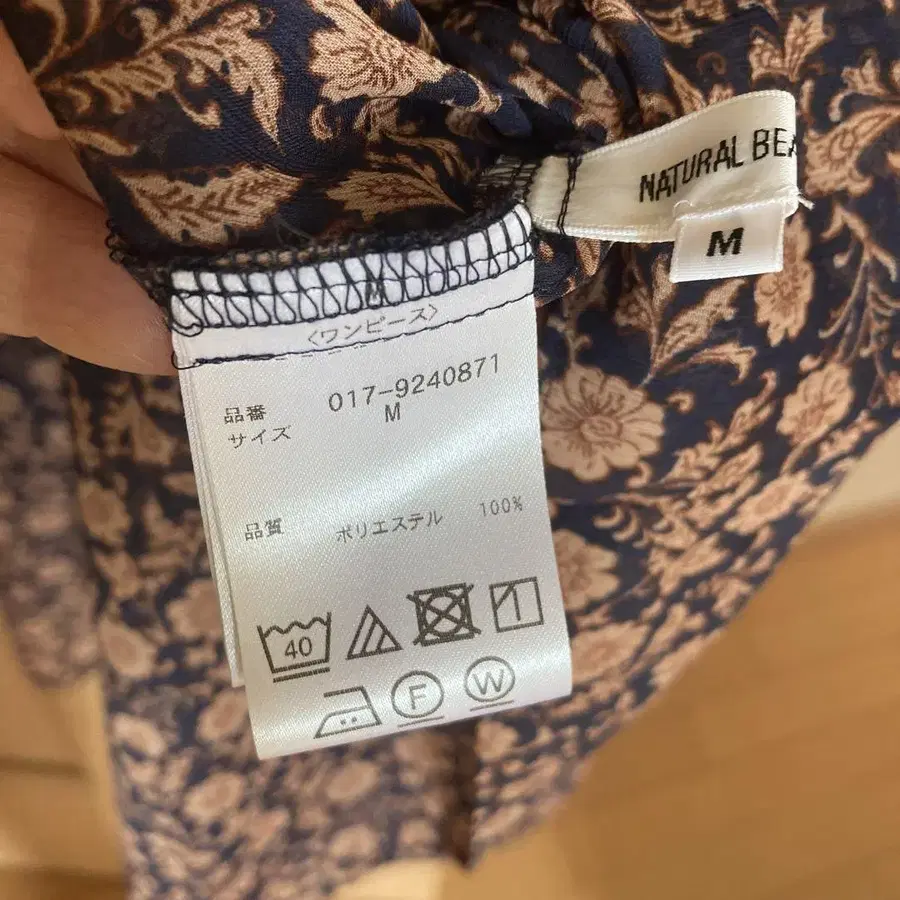 NATURAL BEA
M
M
〈ワンピース〉
品番 017-9240871
サイズ M
品質 ポリエステル 100%
40
F
W